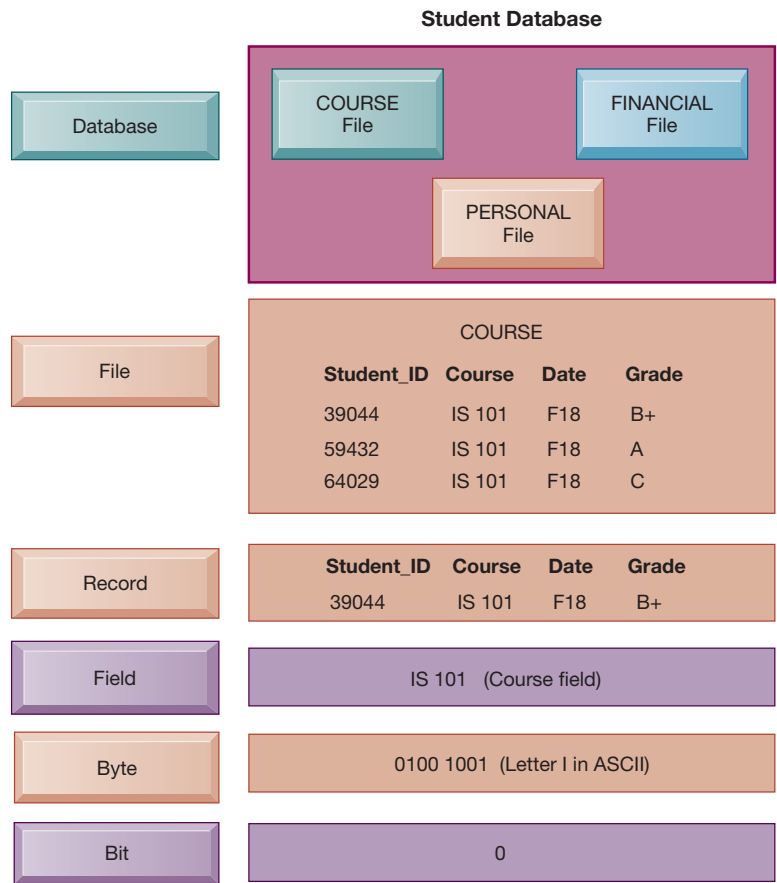 Student Database
Database
COURSE
File
FINANCIAL
File
PERSONAL
File
File
COURSE
Student_ID Course Date Grade
39044 IS 101 F18 B+
59432 IS 101 F18 A
64029 IS 101 F18 C
Record
Student_ID Course Date Grade
39044 IS 101 F18 B+
Field
IS 101 (Course field)
Byte
0100 1001 (Letter I in ASCII)
Bit
0